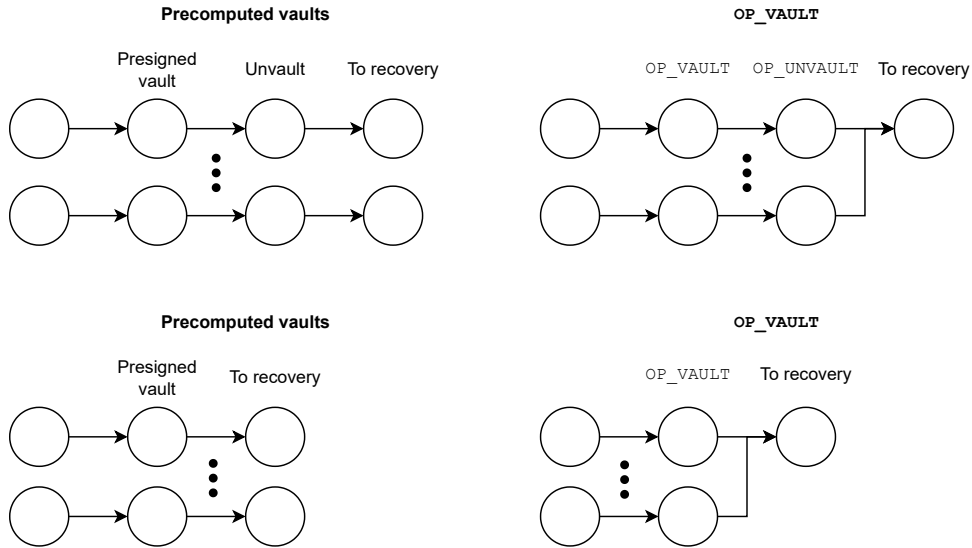 Precomputed vaults
OP_VAULT
Presigned
vault
Unvault
To recovery
OP_VAULT
OP_UNVAULT
To recovery
Precomputed vaults
OP_VAULT
Presigned
vault
To recovery
OP_VAULT
To recovery